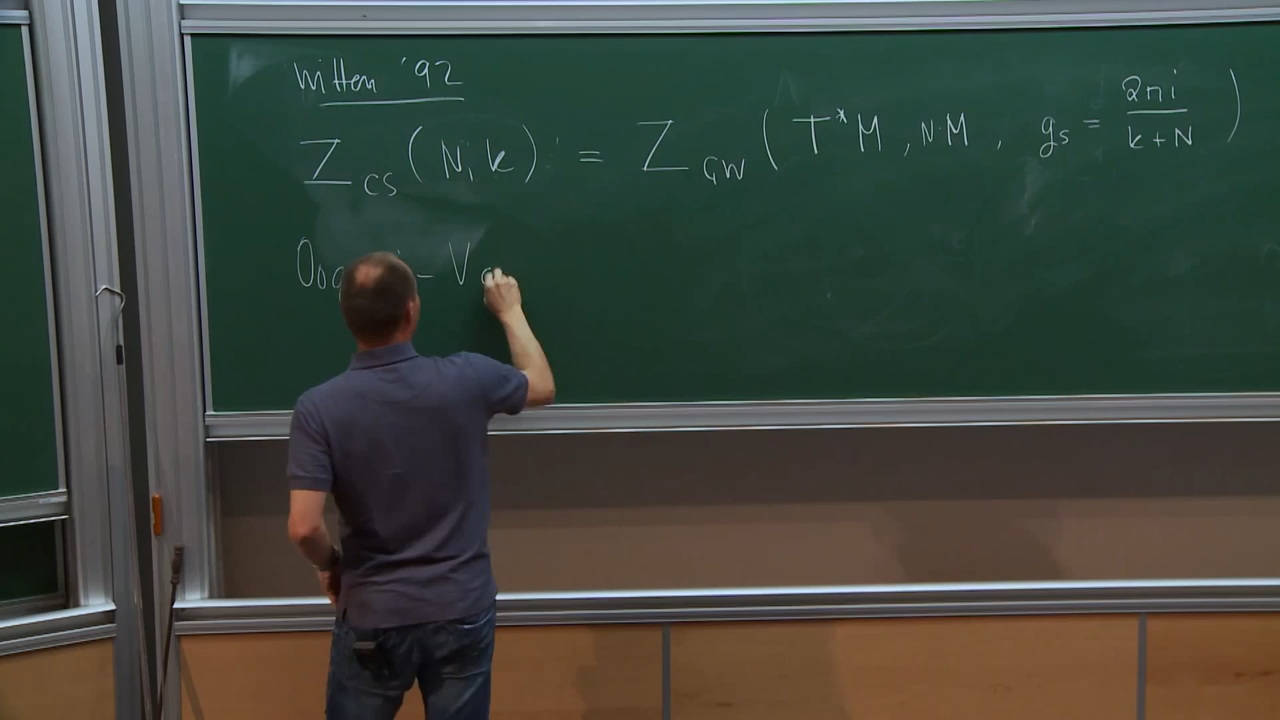 Witten '92
Z_CS (N, k) = Z_GW (T*M, N·M, g_s = 2πi / k+N)